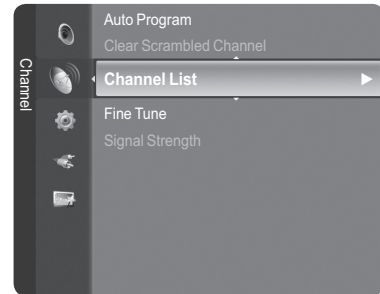 Channel
Auto Program
Clear Scrambled Channel
Channel List
Fine Tune
Signal Strength